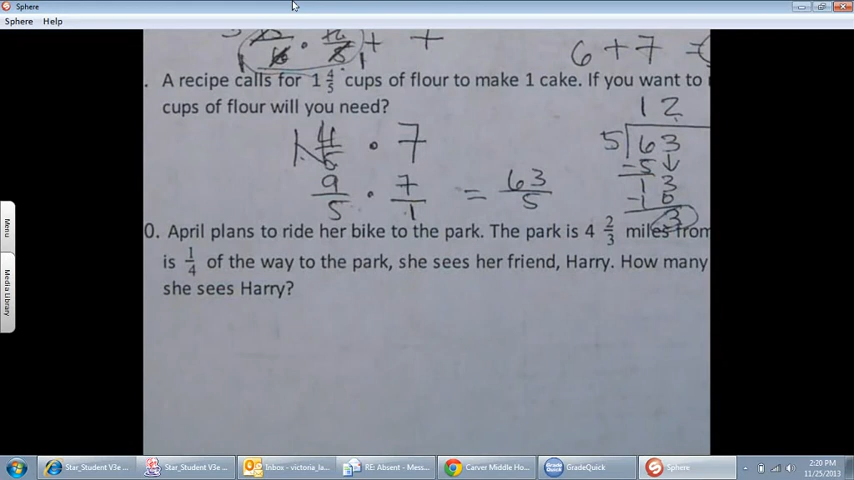 Sphere
Sphere Help
6 + 7 =
. A recipe calls for 1 4/5 cups of flour to make 1 cake. If you want to
cups of flour will you need?
1 4/5 · 7
9/5 · 7/1 = 63/5
12
5 63
-5
13
-10
3
0. April plans to ride her bike to the park. The park is 4 2/3 miles from
is 1/4 of the way to the park, she sees her friend, Harry. How many
she sees Harry?
Menu
Media Library
Star_Student V3e ...
Star_Student V3e ...
Inbox - victoria_la...
RE: Absent - Mess...
Carver Middle Ho...
GradeQuick
Sphere
2:20 PM
11/25/2013